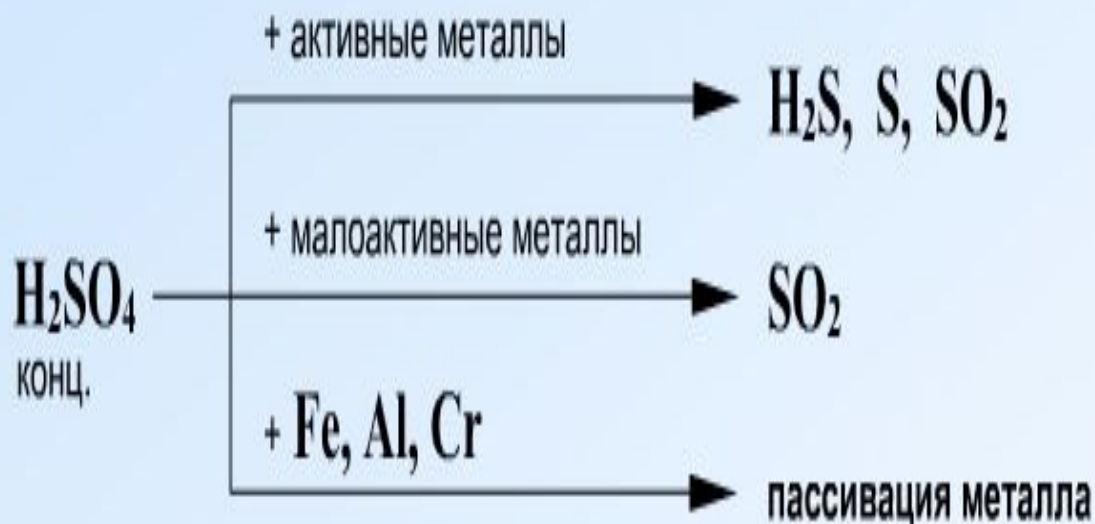 + активные металлы
H₂S, S, SO₂
+ малоактивные металлы
H₂SO₄
конц.
SO₂
+ Fe, Al, Cr
пассивация металла